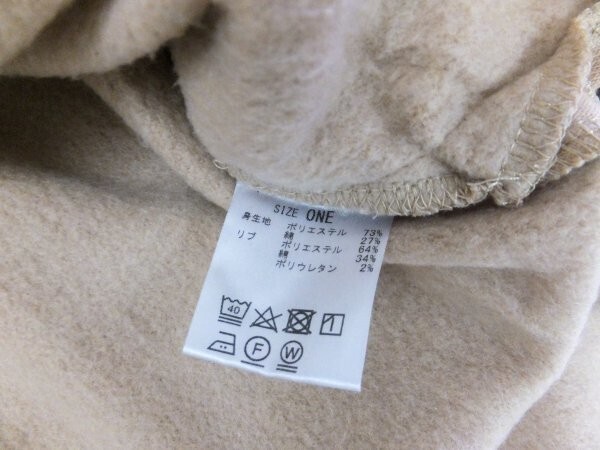 SIZE ONE
身生地 ポリエステル 73%
綿 27%
リブ ポリエステル 64%
綿 34%
ポリウレタン 2%
40
F W